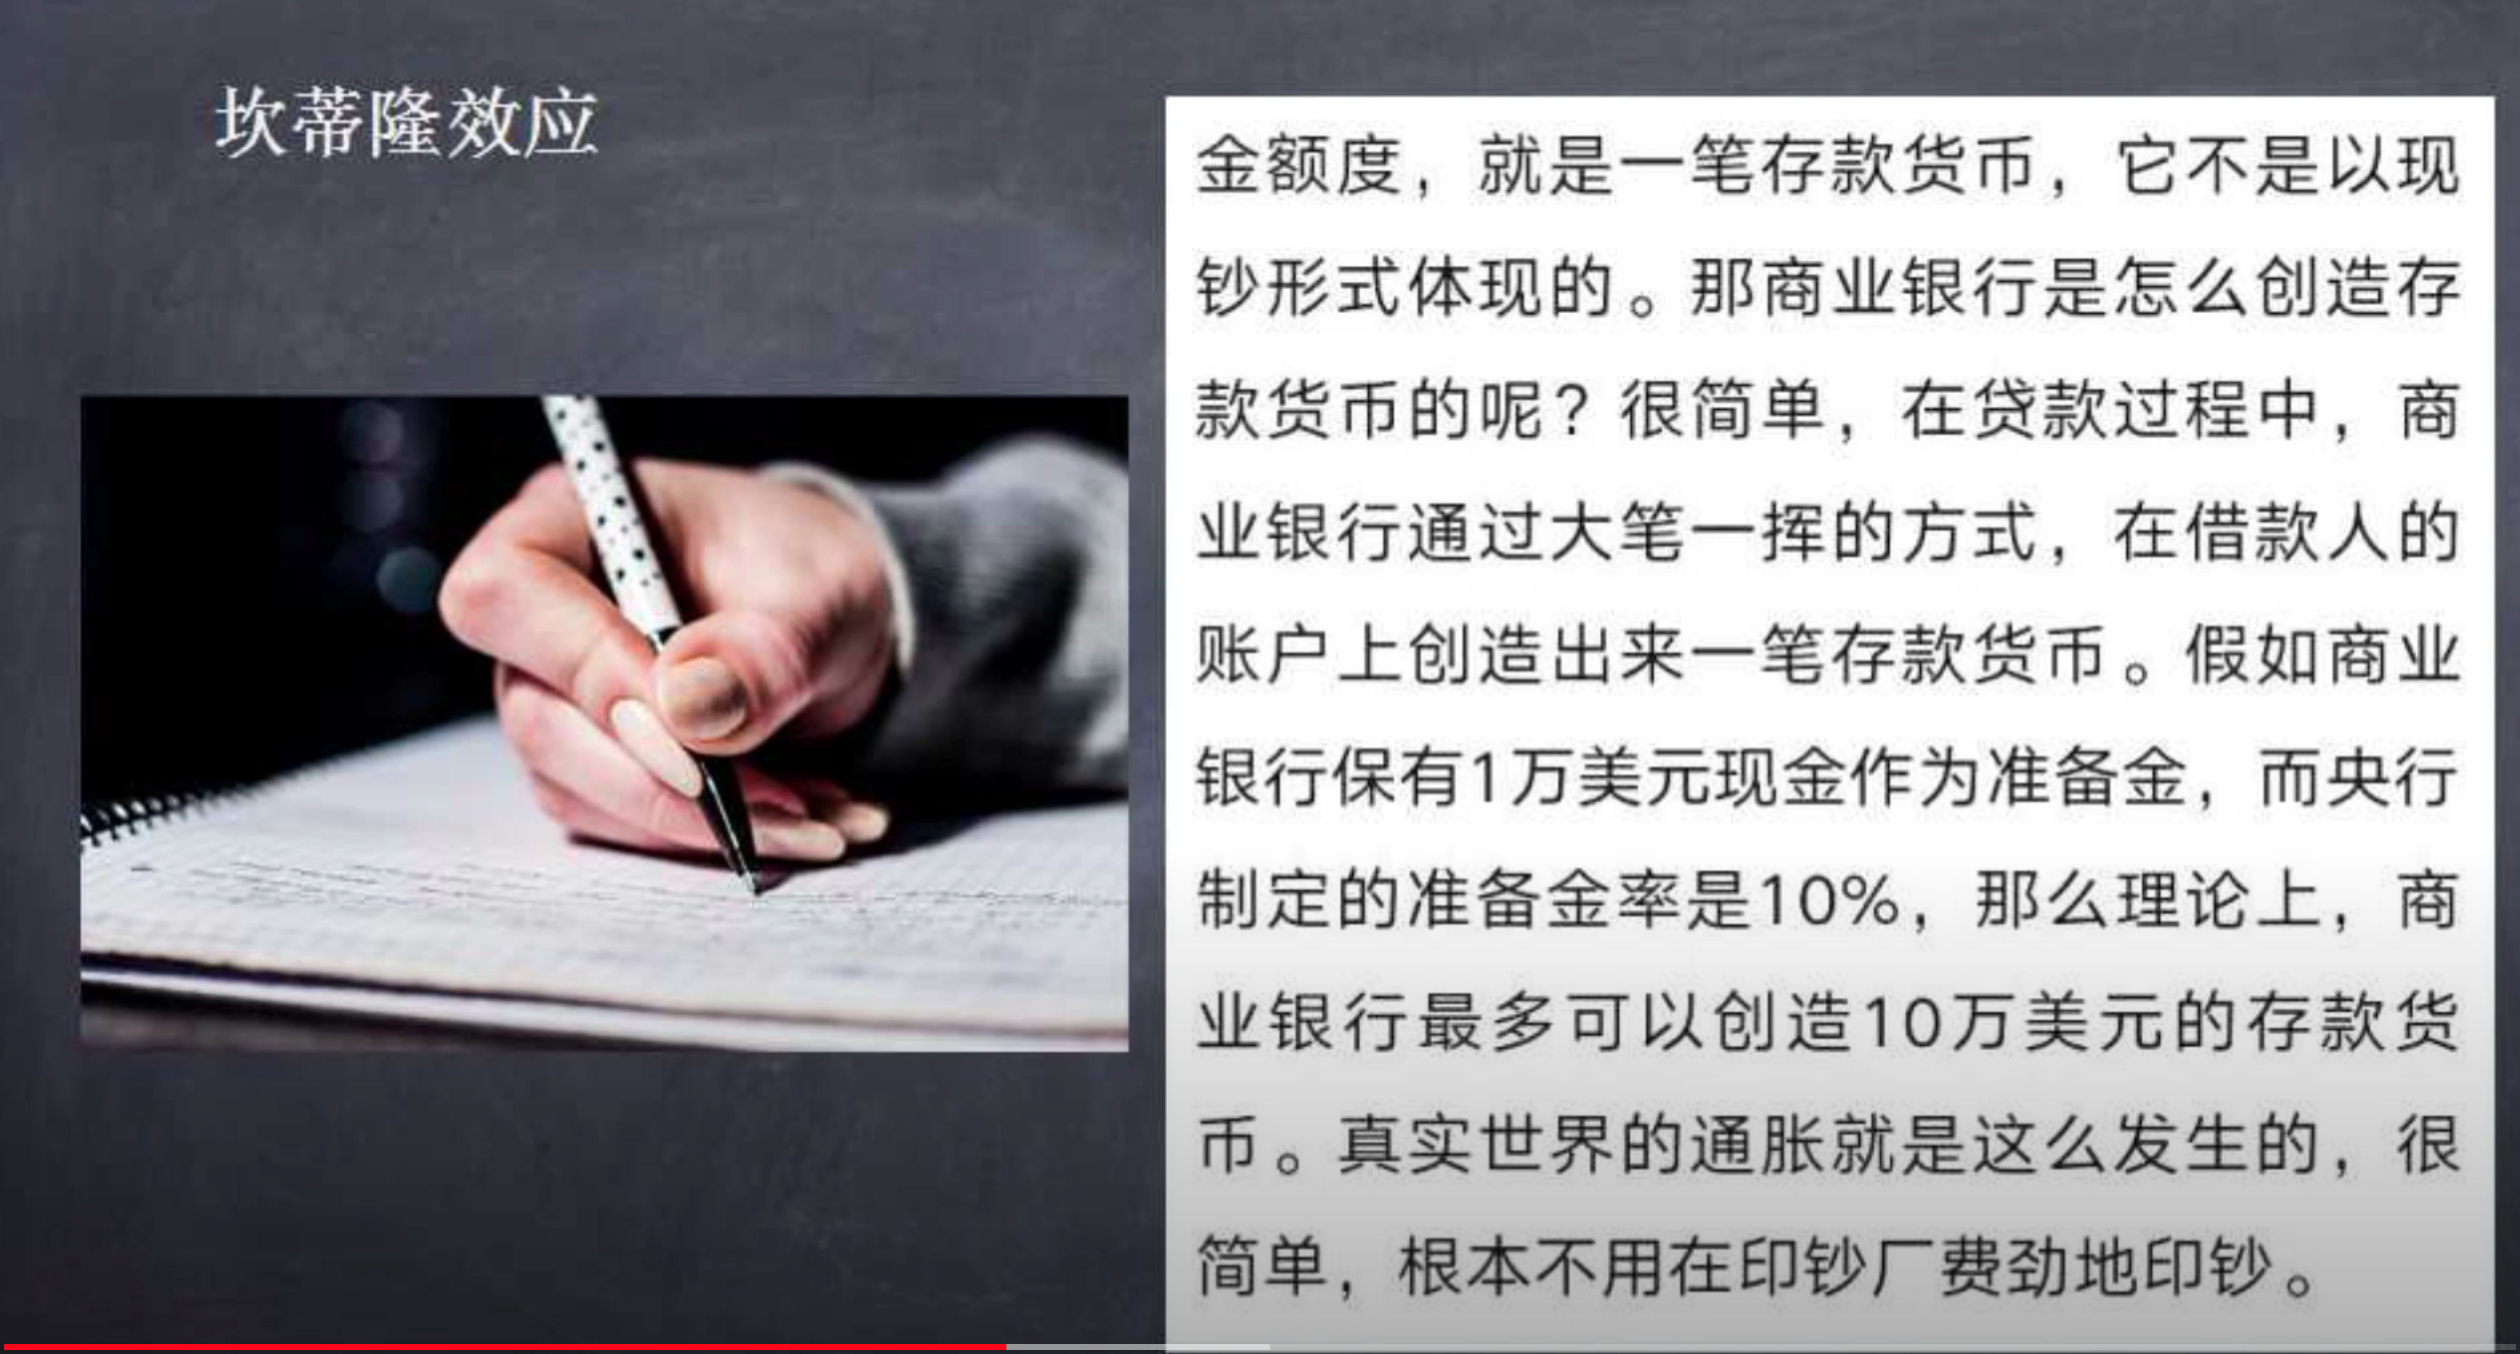 坎蒂隆效应
金额度，就是一笔存款货币，它不是以现
钞形式体现的。那商业银行是怎么创造存
款货币的呢？很简单，在贷款过程中，商
业银行通过大笔一挥的方式，在借款人的
账户上创造出来一笔存款货币。假如商业
银行保有1万美元现金作为准备金，而央行
制定的准备金率是10%，那么理论上，商
业银行最多可以创造10万美元的存款货
币。真实世界的通胀就是这么发生的，很
简单，根本不用在印钞厂费劲地印钞。